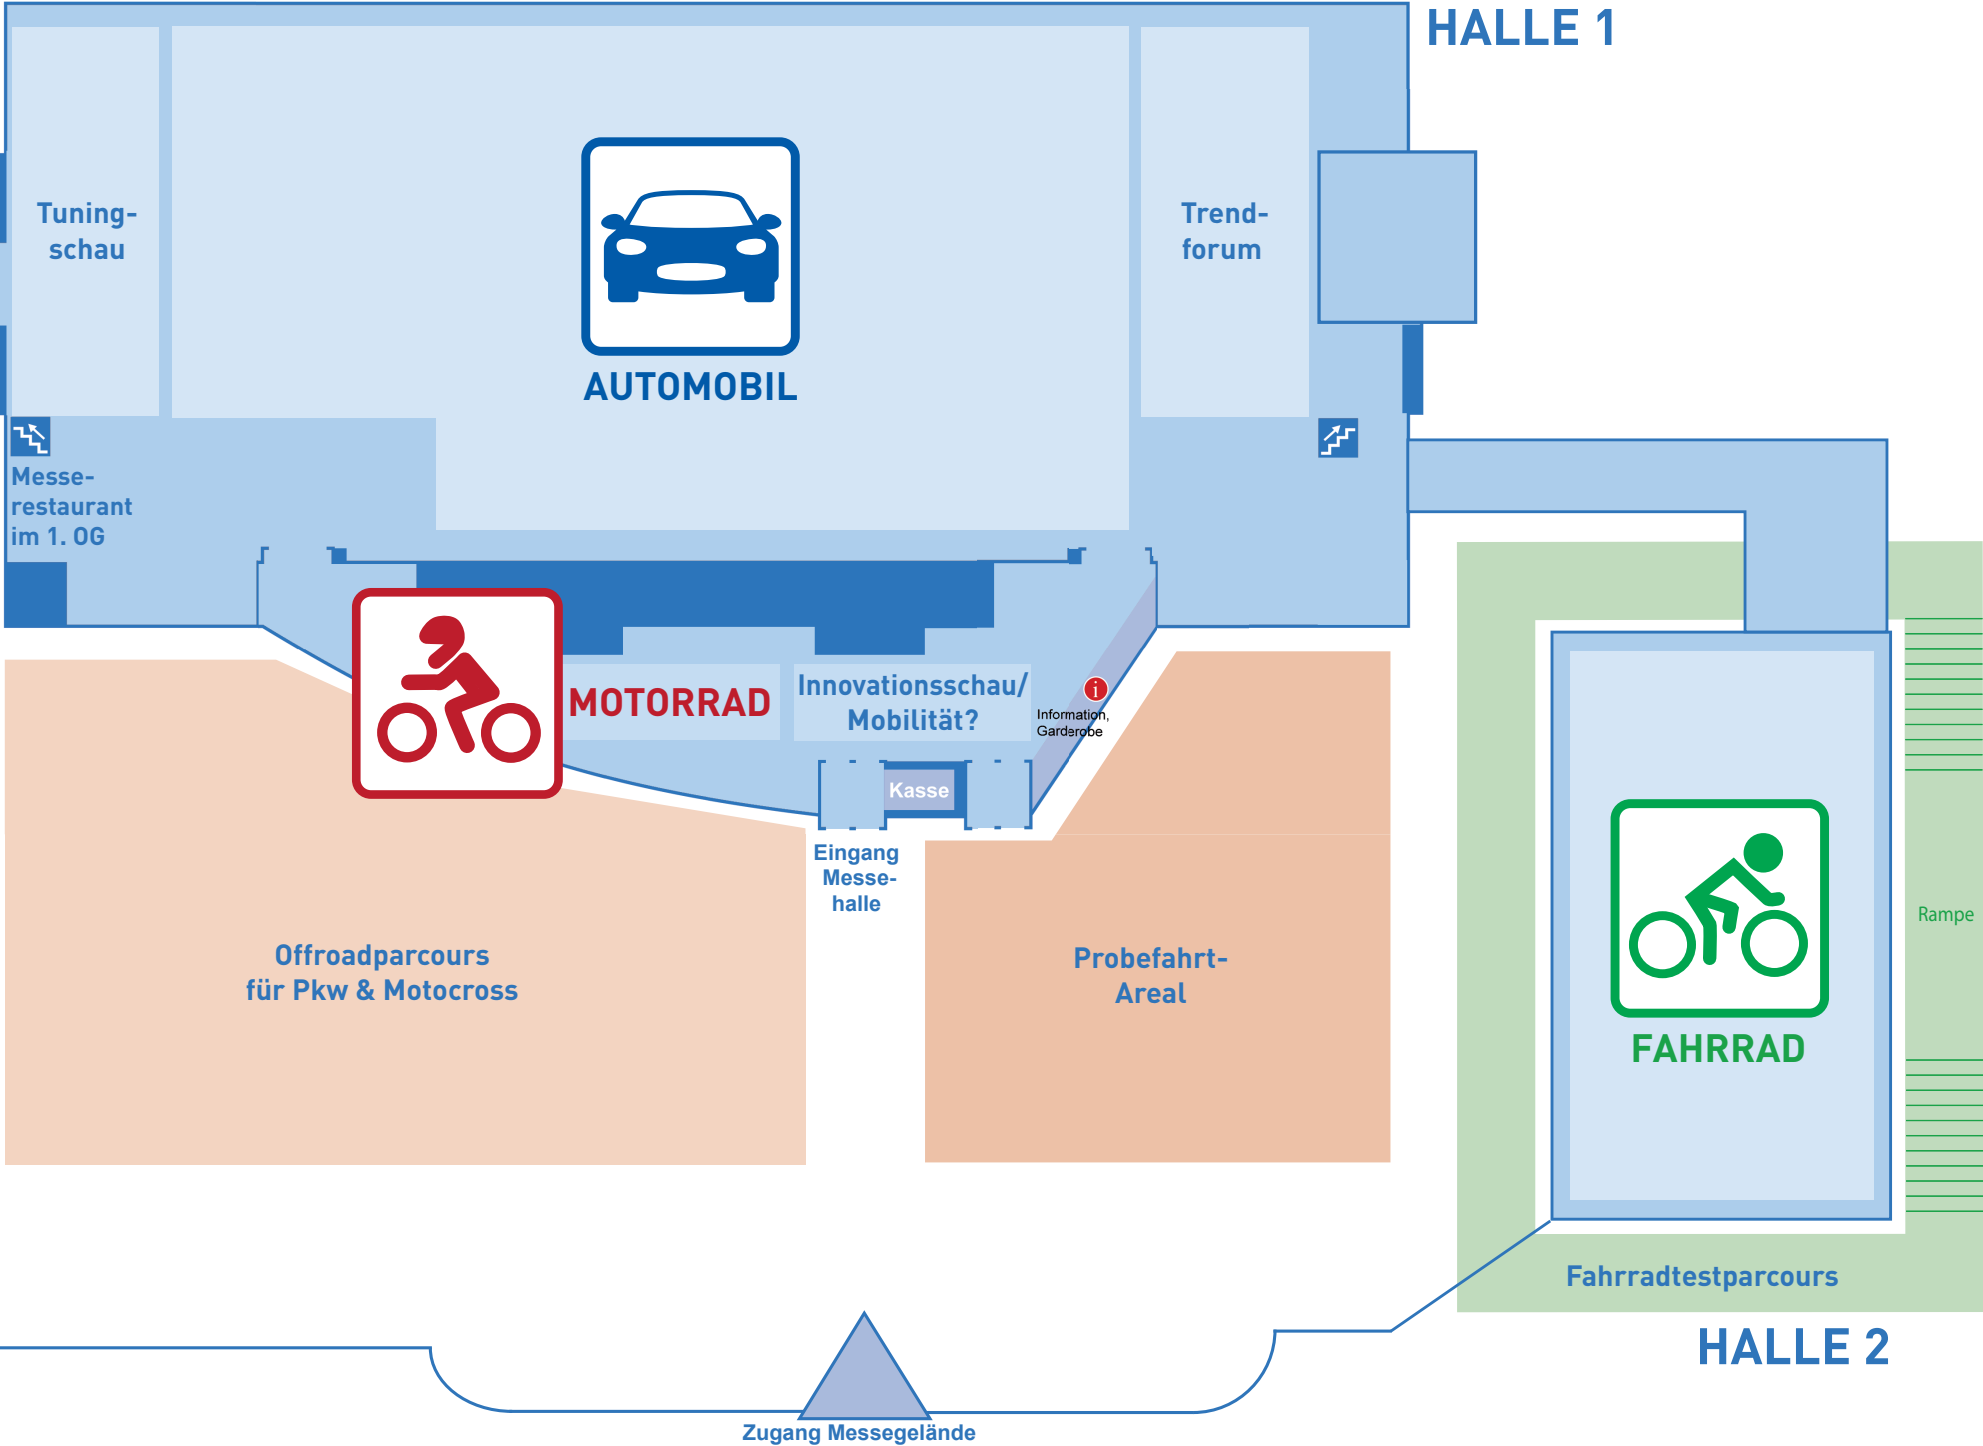 HALLE 1
Tuning-
schau
Trend-
forum
AUTOMOBIL
Messe-
restaurant
im 1. OG
MOTORRAD
Innovationsschau/
Mobilität?
i
Information,
Garderobe
Kasse
Eingang
Messe-
halle
Offroadparcours
für Pkw & Motocross
Probefahrt-
Areal
Rampe
FAHRRAD
Fahrradtestparcours
HALLE 2
Zugang Messegelände